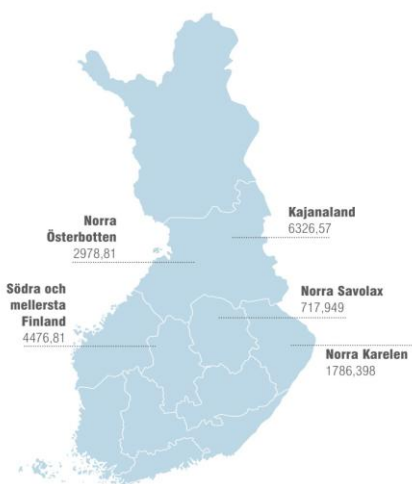 Norra
Österbotten
2978,81
Kajanaland
6326,57
Södra och
mellersta
Finland
4476,81
Norra Savolax
717,949
Norra Karelen
1786,398